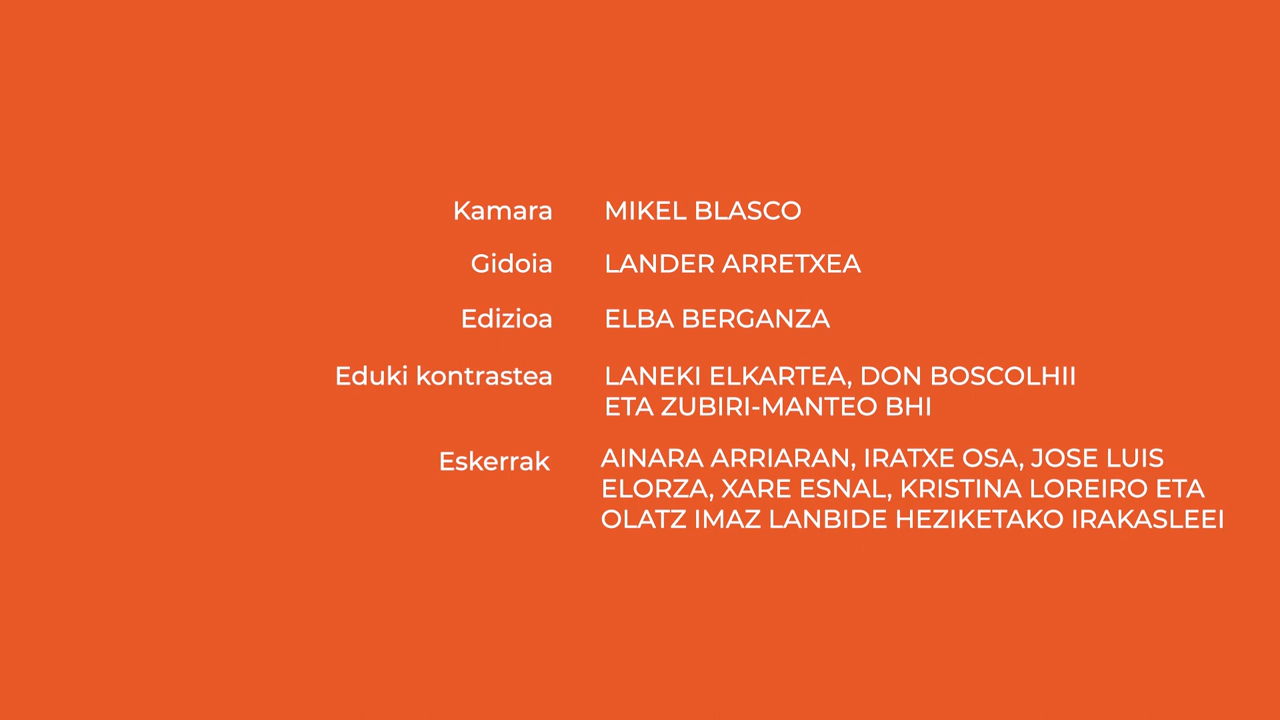 Kamara MIKEL BLASCO
Gidoia LANDER ARRETXEA
Edizioa ELBA BERGANZA
Eduki kontrastea LANEKI ELKARTEA, DON BOSCOLHII
ETA ZUBIRI-MANTEO BHI
Eskerrak AINARA ARRIARAN, IRATXE OSA, JOSE LUIS
ELORZA, XARE ESNAL, KRISTINA LOREIRO ETA
OLATZ IMAZ LANBIDE HEZIKETAKO IRAKASLEEI